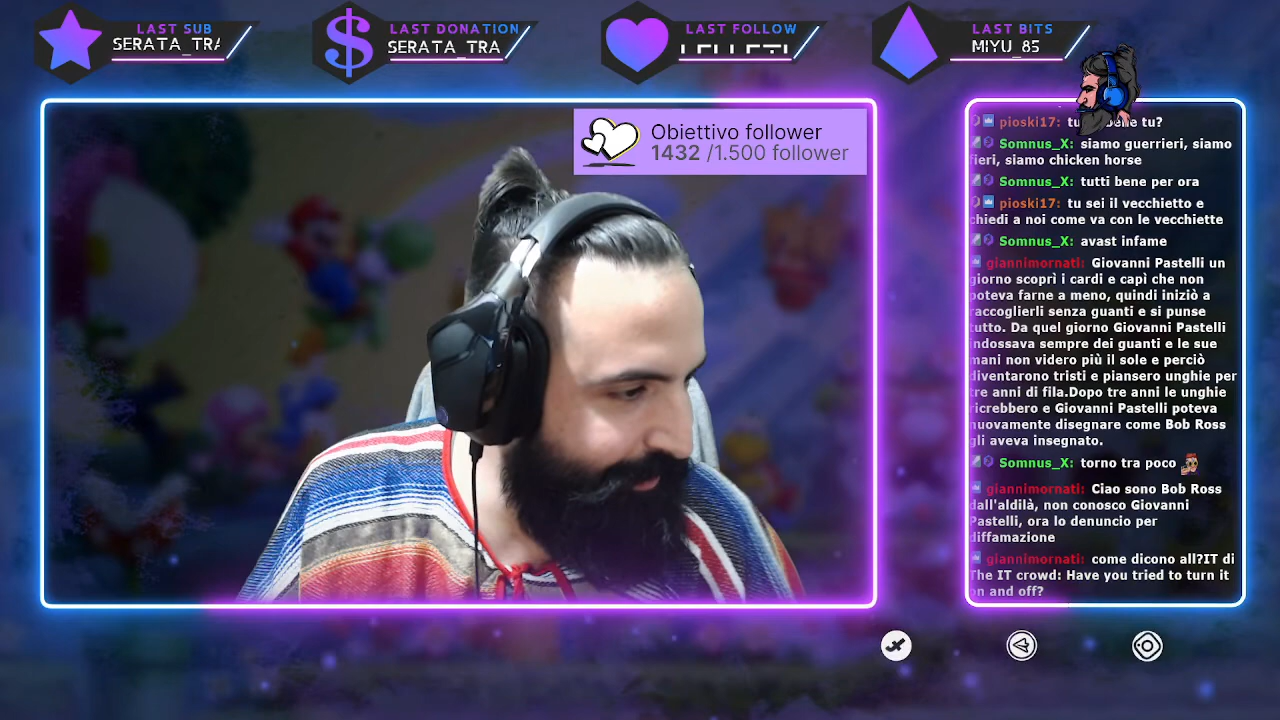 LAST SUB
SERATA_TRA
LAST DONATION
SERATA_TRA
LAST FOLLOW
LAST BITS
MIYU_85
Obiettivo follower
1432 /1.500 follower
pioski17: tu bene tu?
Somnus_X: siamo guerrieri, siamo
fieri, siamo chicken horse
Somnus_X: tutti bene per ora
pioski17: tu sei il vecchietto e
chiedi a noi come va con le vecchiette
Somnus_X: avast infame
giannimornati: Giovanni Pastelli un
giorno scoprì i cardi e capì che non
poteva farne a meno, quindi iniziò a
raccoglierli senza guanti e si punse
tutto. Da quel giorno Giovanni Pastelli
indossava sempre dei guanti e le sue
mani non videro più il sole e perciò
diventarono tristi e piansero unghie per
tre anni di fila.Dopo tre anni le unghie
ricrebbero e Giovanni Pastelli poteva
nuovamente disegnare come Bob Ross
gli aveva insegnato.
Somnus_X: torno tra poco
giannimornati: Ciao sono Bob Ross
dall'aldilà, non conosco Giovanni
Pastelli, ora lo denuncio per
diffamazione
giannimornati: come dicono all?IT di
The IT crowd: Have you tried to turn it
on and off?